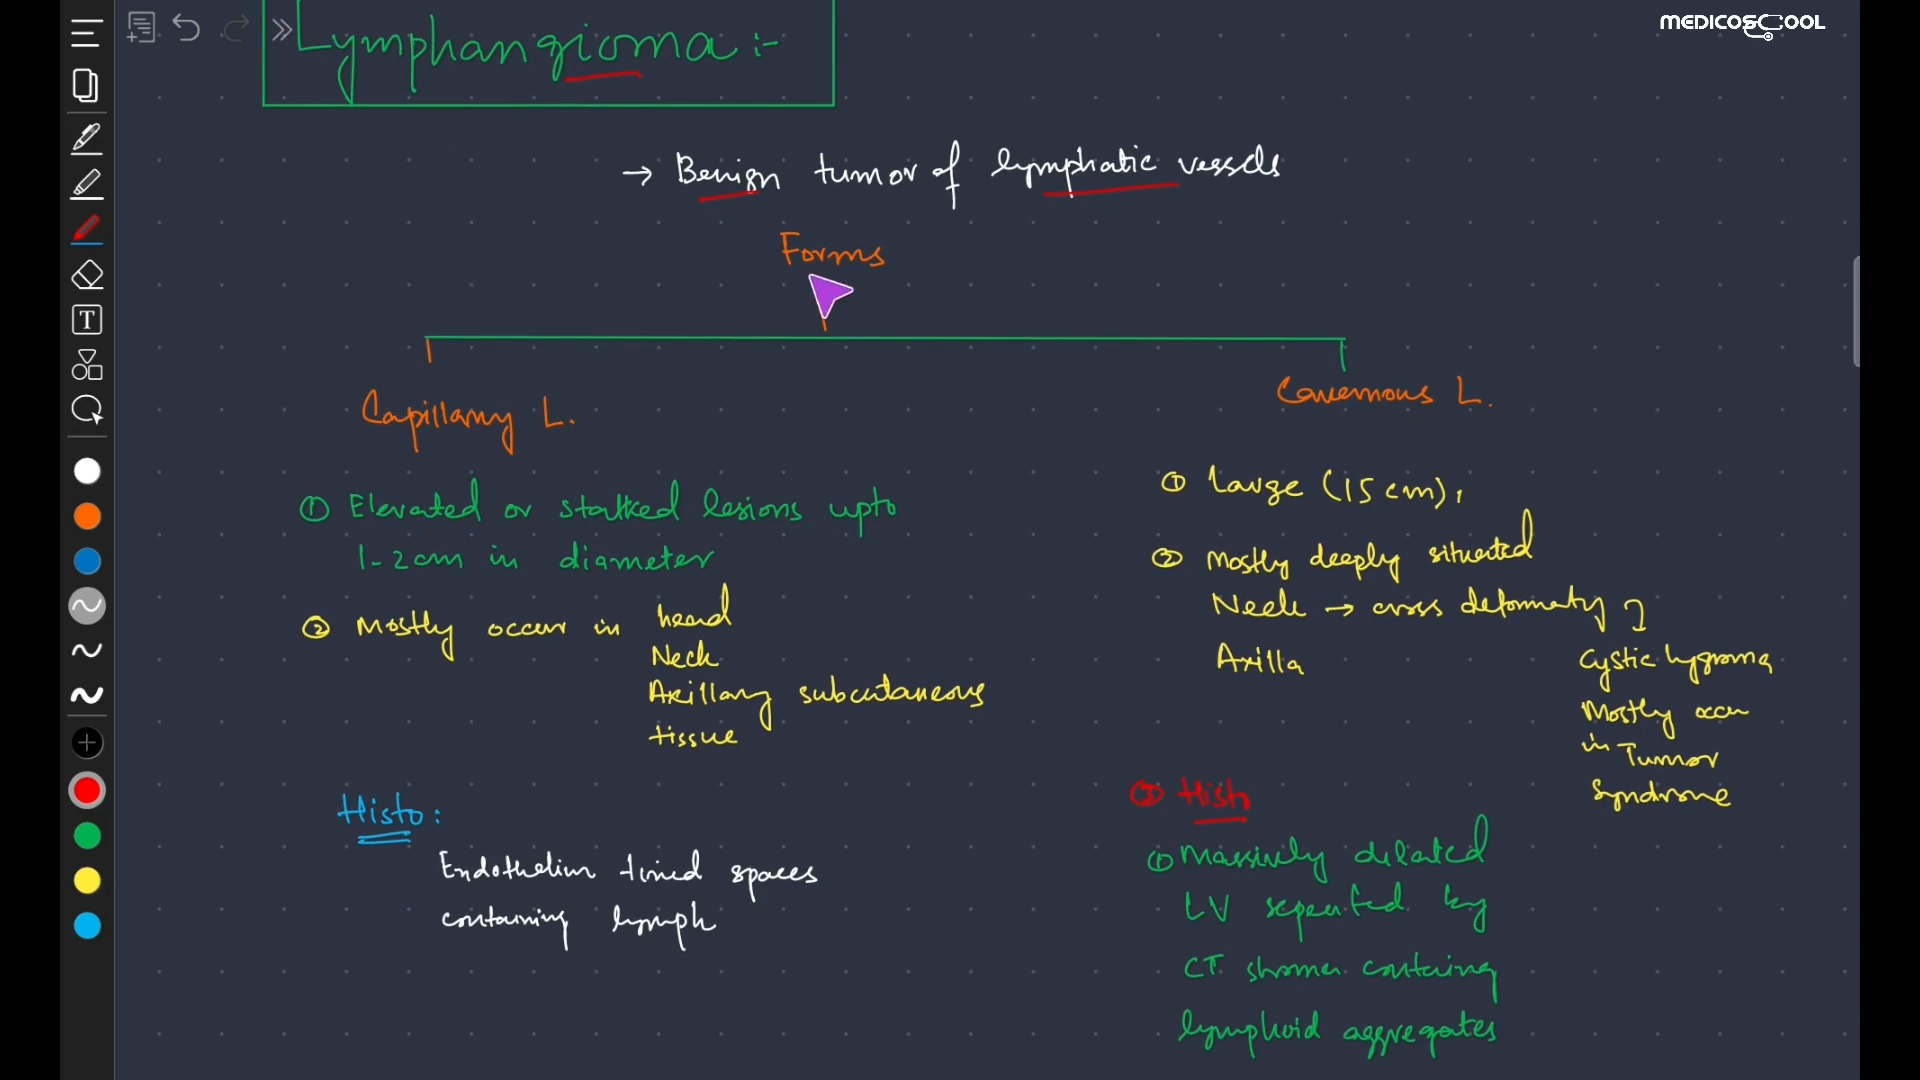 MEDICOSCOOL
Lymphangioma :-
→ Benign tumor of lymphatic vessels
Forms
Capillary L.
① Elevated or stalked lesions upto
1-2cm in diameter
② Mostly occur in head
Neck
Axillary subcutaneous
tissue
Histo:
Endothelium lined spaces
containing lymph
Cavernous L.
① Large (15 cm),
② Mostly deeply situated
Neck → cross deformaty
Axilla
Cystic hygroma
Mostly occur
in Tumor
Syndrome
③ Histo
① Massively dilated
LV separated by
CT stroma containing
lymphoid aggregates
T